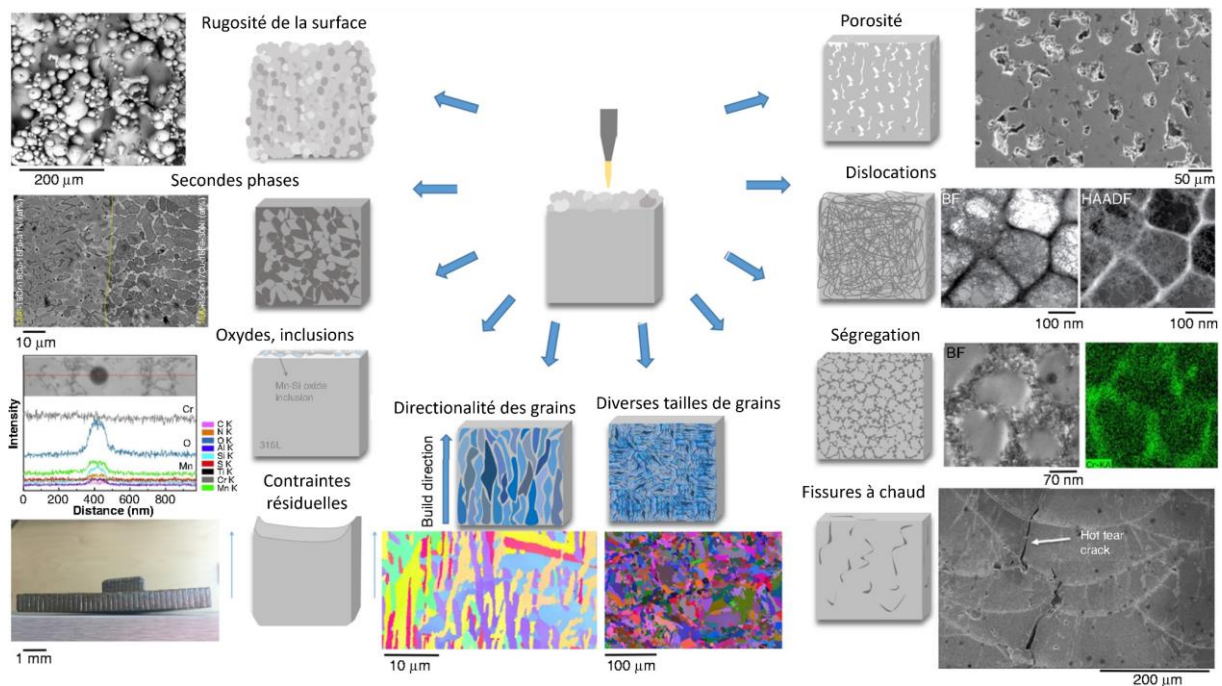 Rugosité de la surface
200 µm
Secondes phases
10 µm
Oxydes, inclusions
Mn-Si oxide
inclusion
316L
Intensity
Cr
O
Mn
C K
N K
O K
Al K
Si K
S K
Ti K
Cr K
Mn K
0 200 400 600 800
Distance (nm)
Contraintes
résiduelles
1 mm
Directionalité des grains
Build direction
10 µm
Diverses tailles de grains
100 µm
Porosité
50 µm
Dislocations
BF
HAADF
100 nm
100 nm
Ségregation
BF
70 nm
Fissures à chaud
Hot tear
crack
200 µm